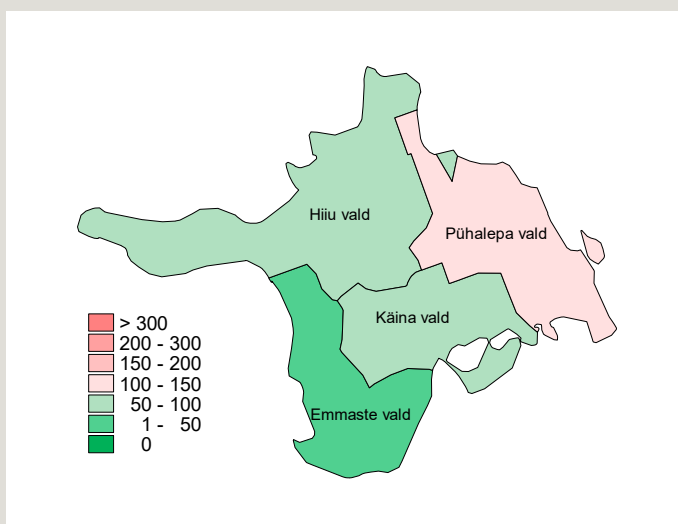 Hiiu vald
Pühalepa vald
Käina vald
Emmaste vald
> 300
200 - 300
150 - 200
100 - 150
50 - 100
1 - 50
0